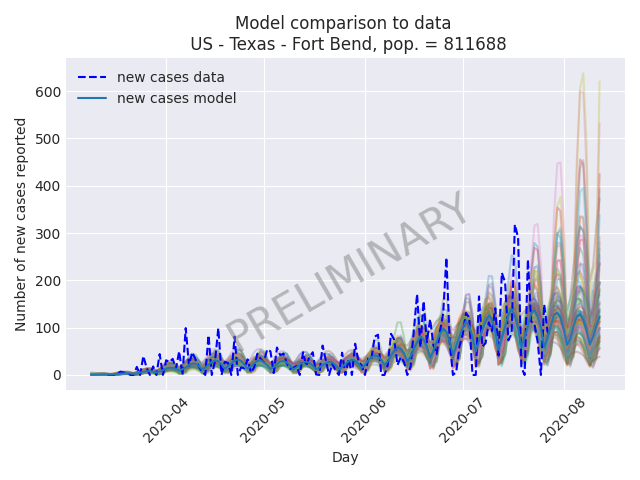 Model comparison to data
US - Texas - Fort Bend, pop. = 811688
new cases data
new cases model
Number of new cases reported
600
500
400
300
200
100
0
PRELIMINARY
2020-04
2020-05
2020-06
2020-07
2020-08
Day